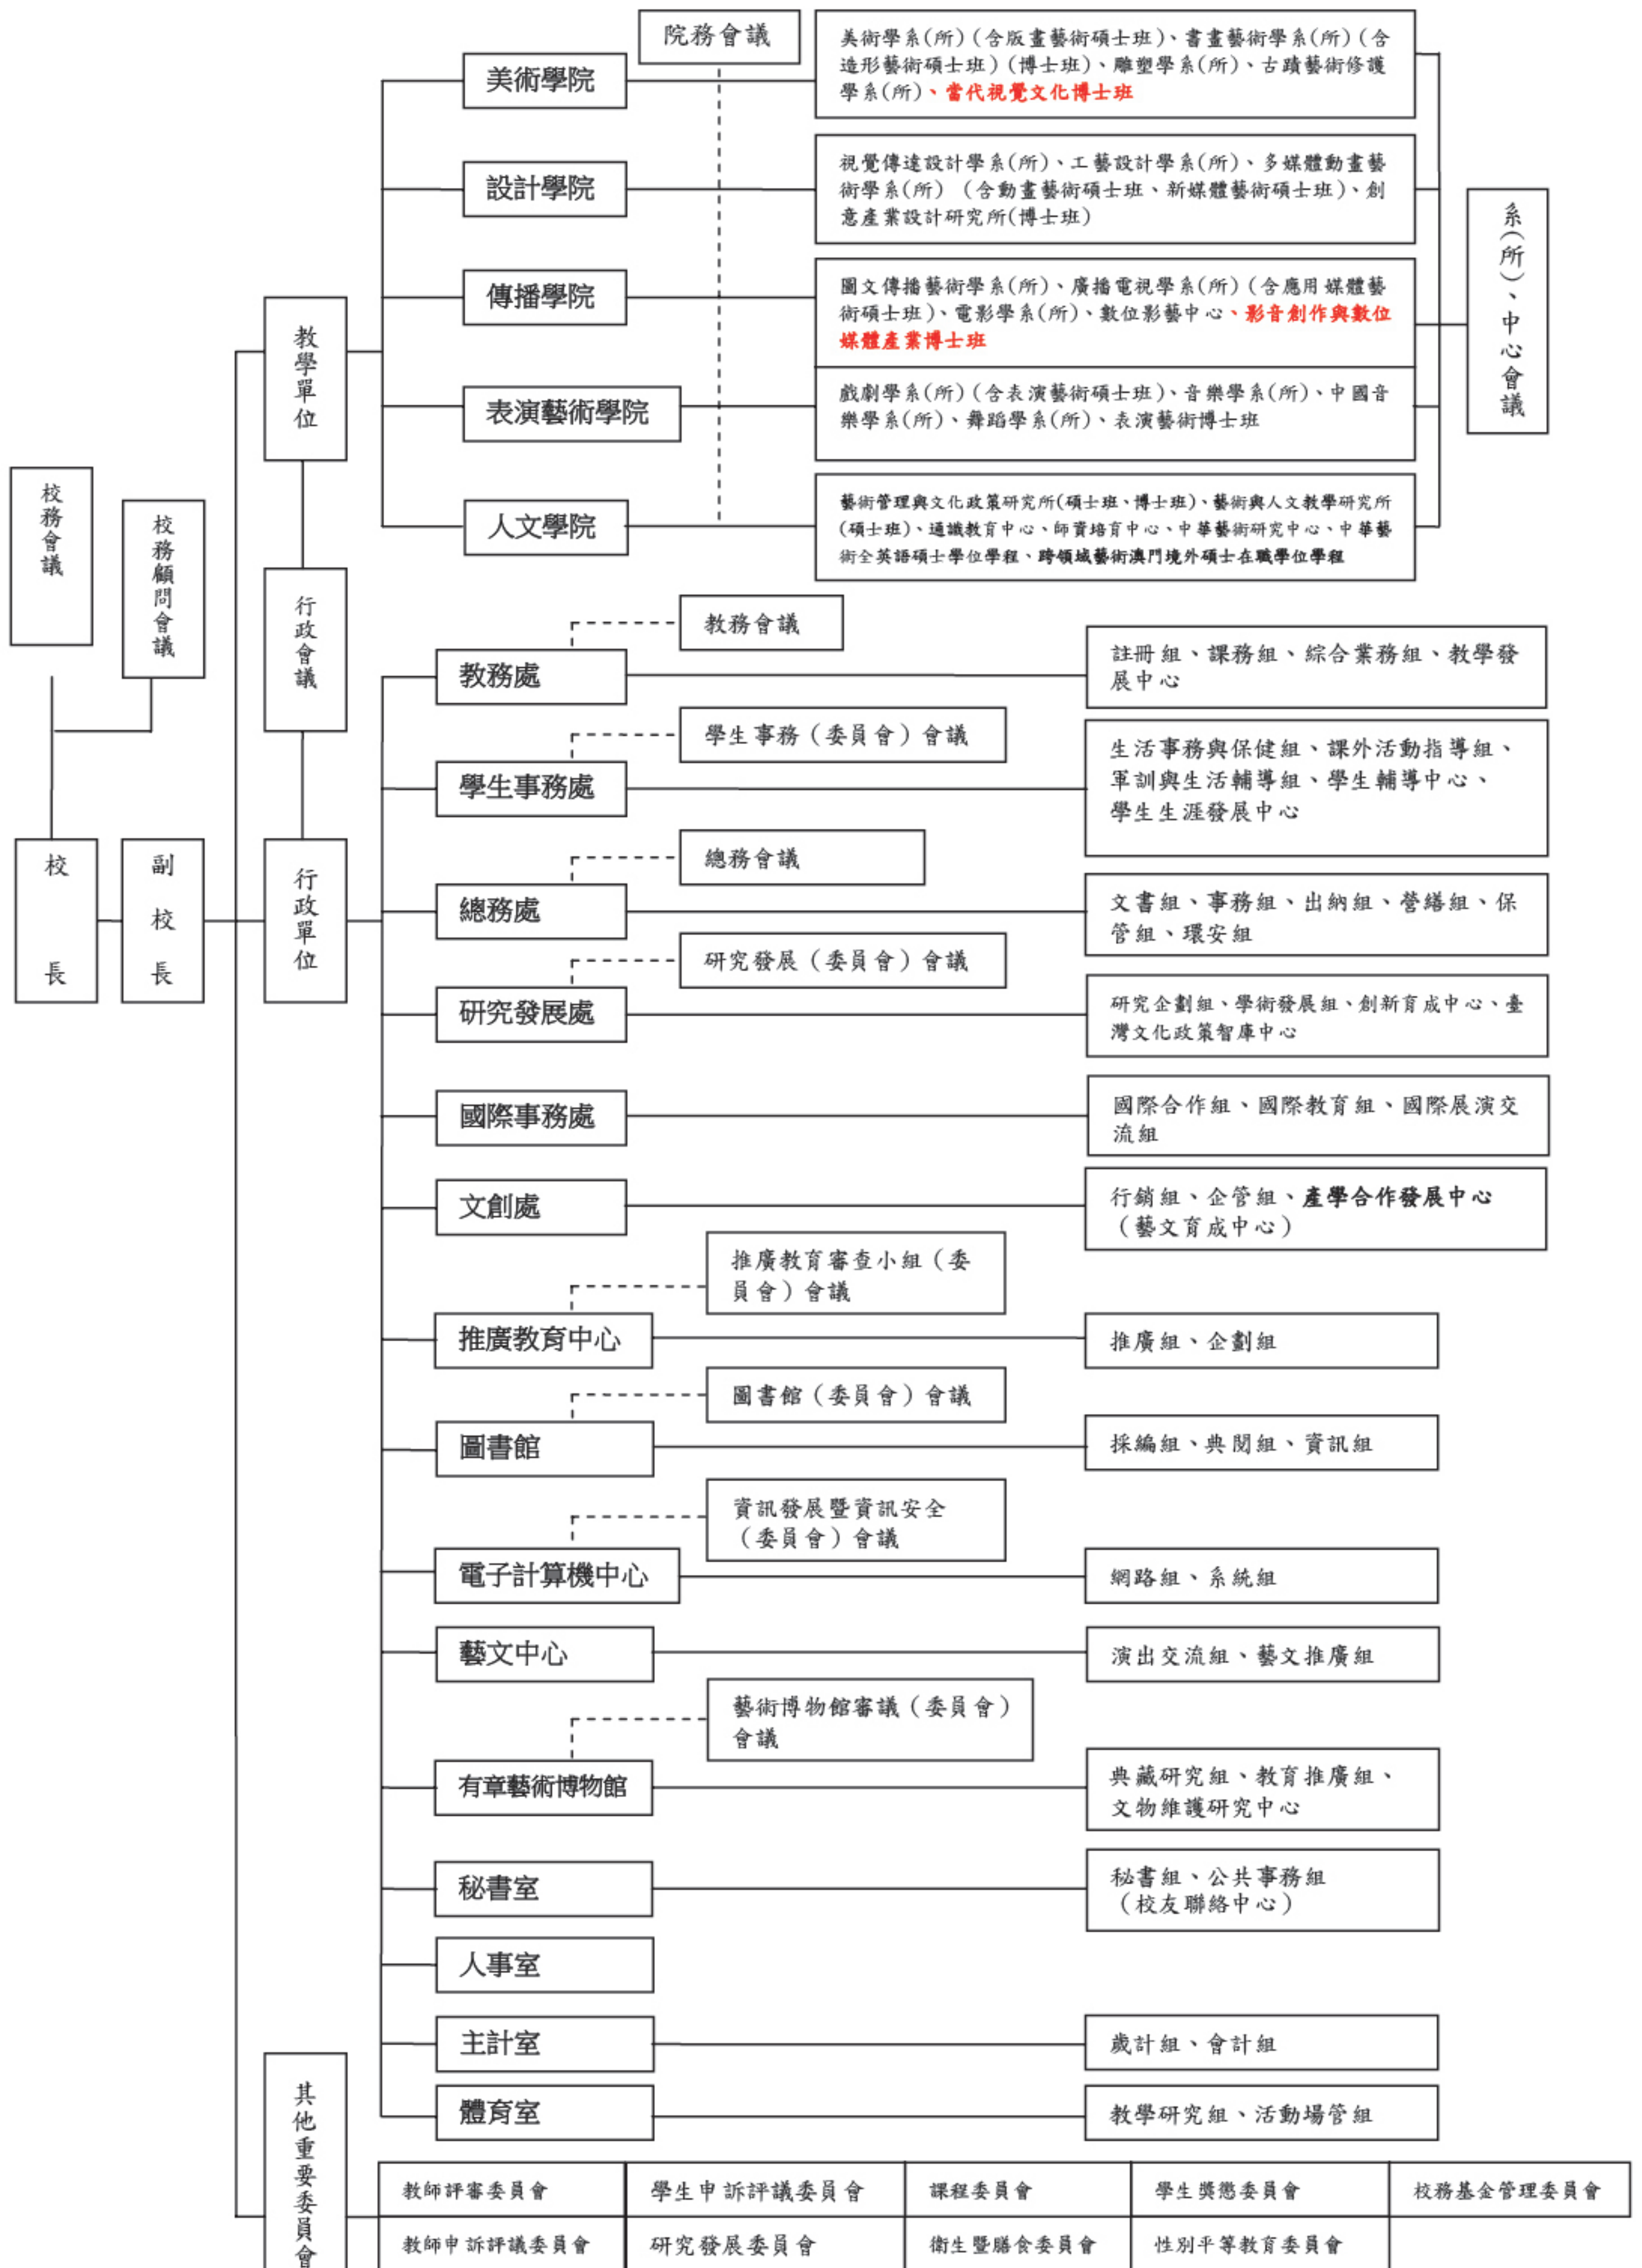 院務會議
美術學院
美術學系(所)(含版畫藝術碩士班)、書畫藝術學系(所)(含
造形藝術碩士班)(博士班)、雕塑學系(所)、古蹟藝術修護
學系(所)、當代視覺文化博士班
設計學院
視覺傳達設計學系(所)、工藝設計學系(所)、多媒體動畫藝
術學系(所) (含動畫藝術碩士班、新媒體藝術碩士班)、創
意產業設計研究所(博士班)
傳播學院
圖文傳播藝術學系(所)、廣播電視學系(所)(含應用媒體藝
術碩士班)、電影學系(所)、數位影藝中心、影音創作與數位
媒體產業博士班
表演藝術學院
戲劇學系(所)(含表演藝術碩士班)、音樂學系(所)、中國音
樂學系(所)、舞蹈學系(所)、表演藝術博士班
人文學院
藝術管理與文化政策研究所(碩士班、博士班)、藝術與人文教學研究所
(碩士班)、通識教育中心、師資培育中心、中華藝術研究中心、中華藝
術全英語碩士學位學程、跨領域藝術澳門境外碩士在職學位學程
系(所)、中心會議
教學單位
校務會議
校務顧問會議
行政會議
校長
副校長
行政單位
教務會議
教務處
註冊組、課務組、綜合業務組、教學發
展中心
學生事務(委員會)會議
學生事務處
生活事務與保健組、課外活動指導組、
軍訓與生活輔導組、學生輔導中心、
學生生涯發展中心
總務會議
總務處
文書組、事務組、出納組、營繕組、保
管組、環安組
研究發展(委員會)會議
研究發展處
研究企劃組、學術發展組、創新育成中心、臺
灣文化政策智庫中心
國際事務處
國際合作組、國際教育組、國際展演交
流組
文創處
行銷組、企管組、產學合作發展中心
(藝文育成中心)
推廣教育審查小組(委
員會)會議
推廣教育中心
推廣組、企劃組
圖書館(委員會)會議
圖書館
採編組、典閱組、資訊組
資訊發展暨資訊安全
(委員會)會議
電子計算機中心
網路組、系統組
藝文中心
演出交流組、藝文推廣組
藝術博物館審議(委員會)
會議
有章藝術博物館
典藏研究組、教育推廣組、
文物維護研究中心
秘書室
秘書組、公共事務組
(校友聯絡中心)
人事室
主計室
歲計組、會計組
體育室
教學研究組、活動場管組
其他重要委員會
教師評審委員會
學生申訴評議委員會
課程委員會
學生獎懲委員會
校務基金管理委員會
教師申訴評議委員會
研究發展委員會
衛生暨膳食委員會
性別平等教育委員會